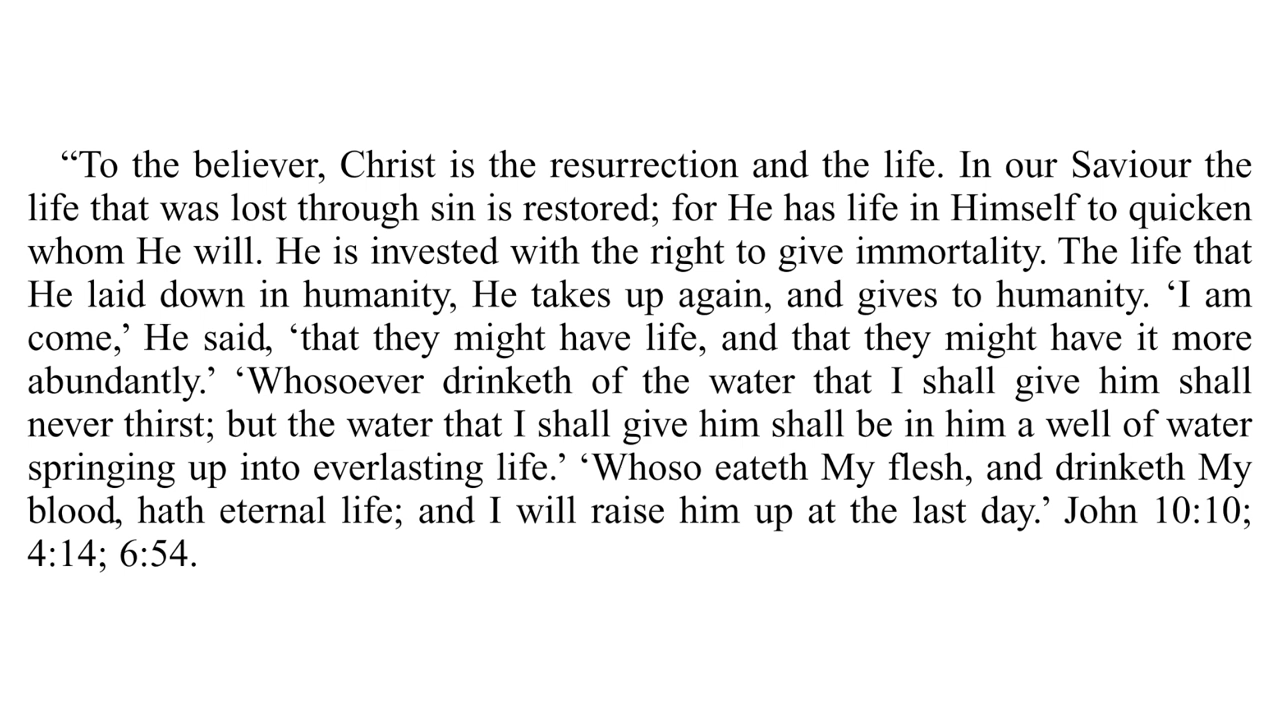 “To the believer, Christ is the resurrection and the life. In our Saviour the
life that was lost through sin is restored; for He has life in Himself to quicken
whom He will. He is invested with the right to give immortality. The life that
He laid down in humanity, He takes up again, and gives to humanity. ‘I am
come,’ He said, ‘that they might have life, and that they might have it more
abundantly.’ ‘Whosoever drinketh of the water that I shall give him shall
never thirst; but the water that I shall give him shall be in him a well of water
springing up into everlasting life.’ ‘Whoso eateth My flesh, and drinketh My
blood, hath eternal life; and I will raise him up at the last day.’ John 10:10;
4:14; 6:54.